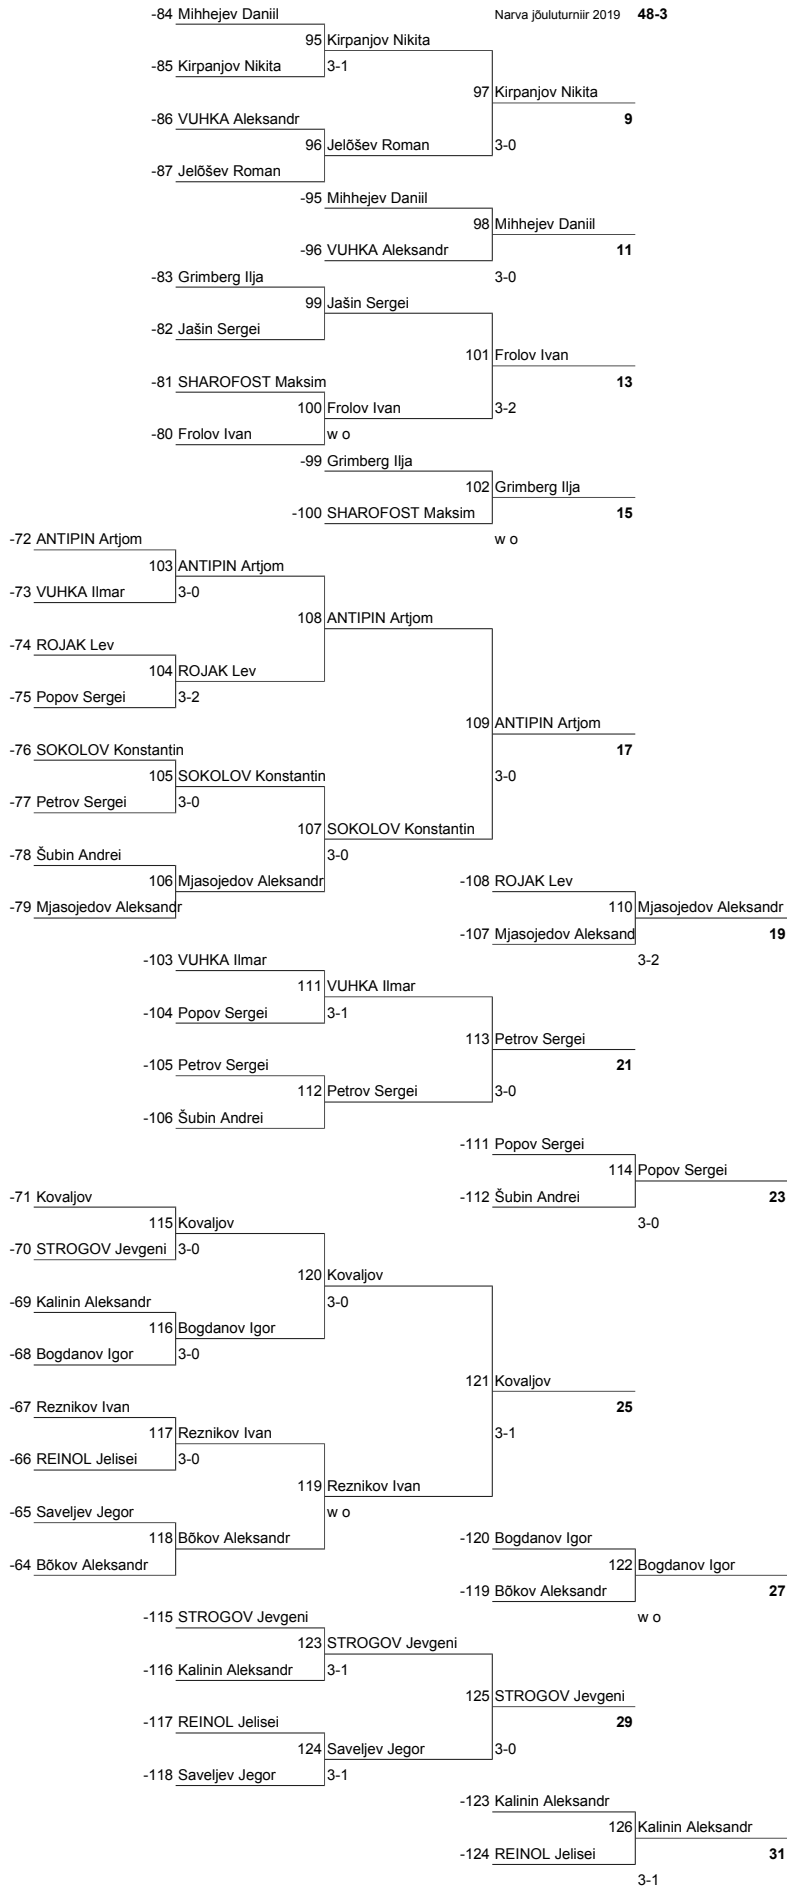 -84 Mihhejev Daniil Narva jõuluturniir 2019 48-3
95 Kirpanjov Nikita
-85 Kirpanjov Nikita 3-1
97 Kirpanjov Nikita
-86 VUHKA Aleksandr 9
96 Jelõšev Roman 3-0
-87 Jelõšev Roman
-95 Mihhejev Daniil
98 Mihhejev Daniil
-96 VUHKA Aleksandr 11
-83 Grimberg Ilja 3-0
99 Jašin Sergei
-82 Jašin Sergei
101 Frolov Ivan
-81 SHAROFOST Maksim 13
100 Frolov Ivan 3-2
-80 Frolov Ivan w o
-99 Grimberg Ilja
102 Grimberg Ilja
-100 SHAROFOST Maksim 15
-72 ANTIPIN Artjom w o
103 ANTIPIN Artjom
-73 VUHKA Ilmar 3-0
108 ANTIPIN Artjom
-74 ROJAK Lev
104 ROJAK Lev
-75 Popov Sergei 3-2
109 ANTIPIN Artjom
-76 SOKOLOV Konstantin 17
105 SOKOLOV Konstantin 3-0
-77 Petrov Sergei 3-0
107 SOKOLOV Konstantin
-78 Šubin Andrei 3-0
106 Mjasojedov Aleksandr -108 ROJAK Lev
-79 Mjasojedov Aleksandr 110 Mjasojedov Aleksandr
-107 Mjasojedov Aleksand 19
-103 VUHKA Ilmar 3-2
111 VUHKA Ilmar
-104 Popov Sergei 3-1
113 Petrov Sergei
-105 Petrov Sergei 21
112 Petrov Sergei 3-0
-106 Šubin Andrei
-111 Popov Sergei
114 Popov Sergei
-71 Kovaljov -112 Šubin Andrei 23
115 Kovaljov 3-0
-70 STROGOV Jevgeni 3-0
120 Kovaljov
-69 Kalinin Aleksandr 3-0
116 Bogdanov Igor
-68 Bogdanov Igor 3-0
121 Kovaljov
-67 Reznikov Ivan 25
117 Reznikov Ivan 3-1
-66 REINOL Jelisei 3-0
119 Reznikov Ivan
-65 Saveljev Jegor w o
118 Bõkov Aleksandr -120 Bogdanov Igor
-64 Bõkov Aleksandr 122 Bogdanov Igor
-119 Bõkov Aleksandr 27
-115 STROGOV Jevgeni w o
123 STROGOV Jevgeni
-116 Kalinin Aleksandr 3-1
125 STROGOV Jevgeni
-117 REINOL Jelisei 29
124 Saveljev Jegor 3-0
-118 Saveljev Jegor 3-1
-123 Kalinin Aleksandr
126 Kalinin Aleksandr
-124 REINOL Jelisei 31
3-1